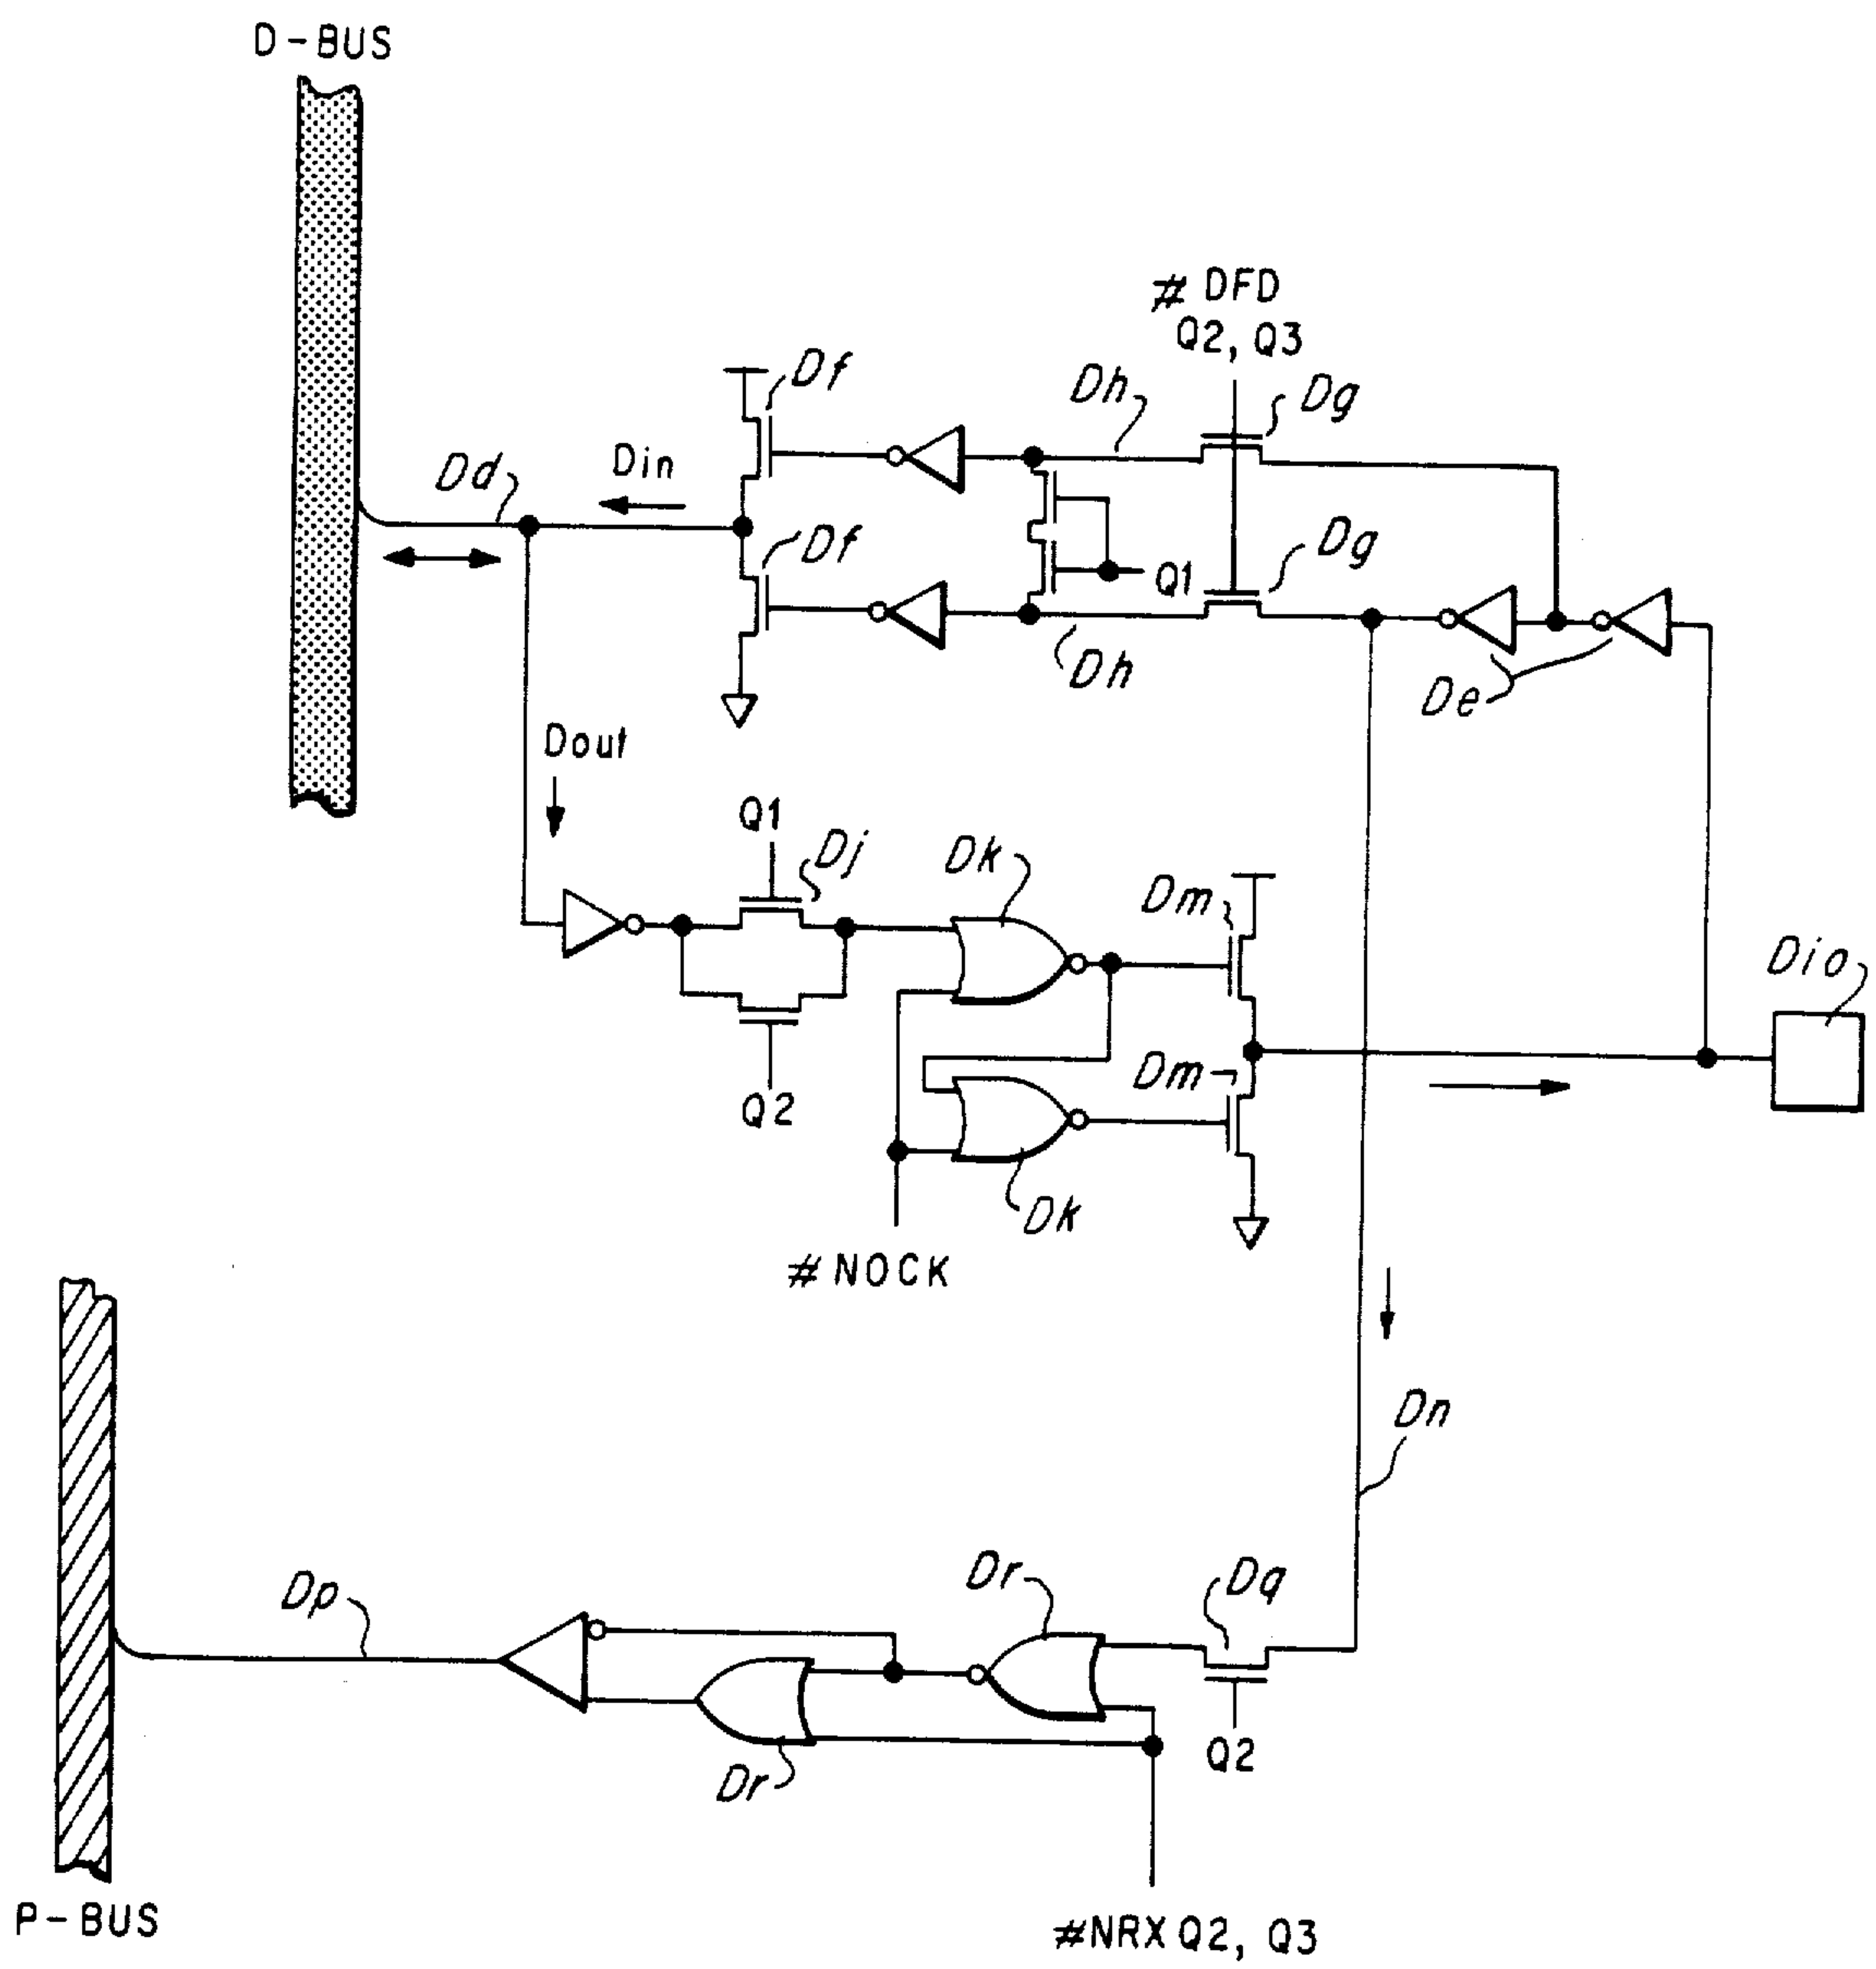 D-BUS
# DFD
Q2, Q3
Df
Dh
Dg
Din
Dd
Df
Dg
Q1
Dh
De
Dout
Q1
Dj
Dk
Dm
Dio
Dm
Q2
Dk
#NOCK
Dn
Dr
Dq
Dp
Q2
Dr
P-BUS
#NRX Q2, Q3